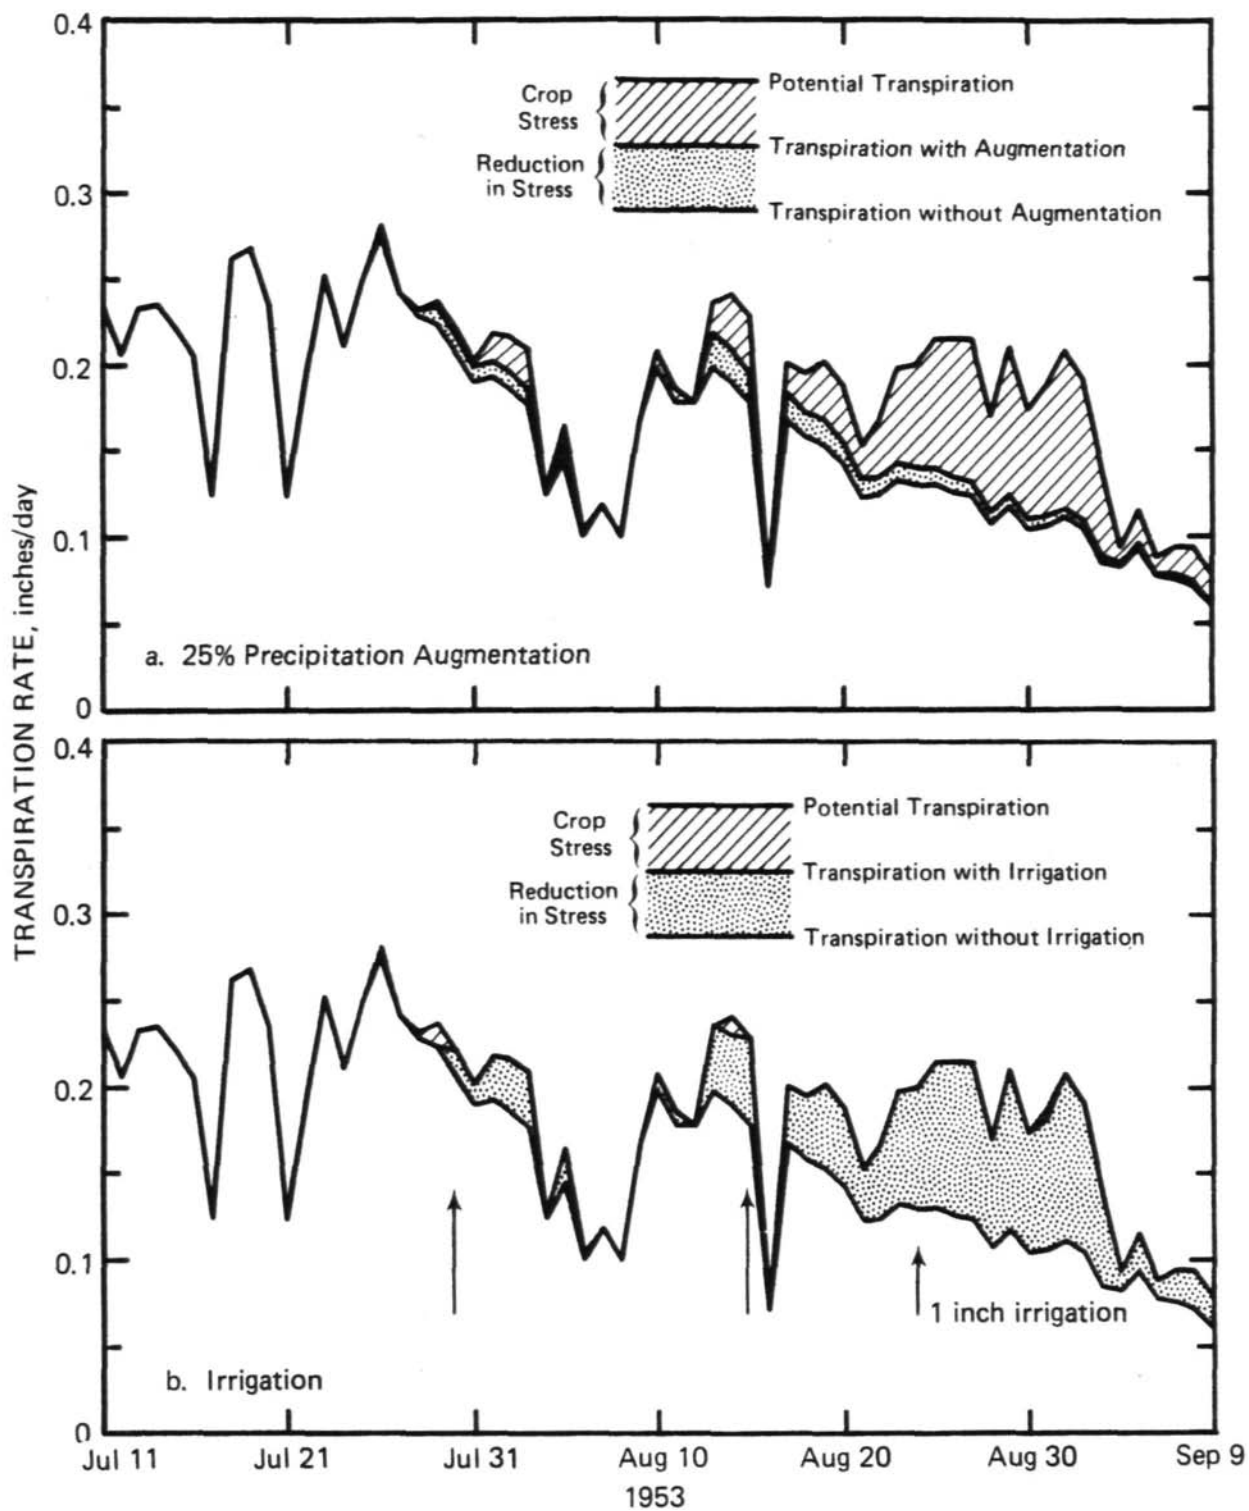 TRANSPIRATION RATE, inches/day
0.4
0.3
0.2
0.1
0
Crop
Stress
Reduction
in Stress
Potential Transpiration
Transpiration with Augmentation
Transpiration without Augmentation
a. 25% Precipitation Augmentation
0.4
0.3
0.2
0.1
0
Crop
Stress
Reduction
in Stress
Potential Transpiration
Transpiration with Irrigation
Transpiration without Irrigation
1 inch irrigation
b. Irrigation
Jul 11 Jul 21 Jul 31 Aug 10 Aug 20 Aug 30 Sep 9
1953